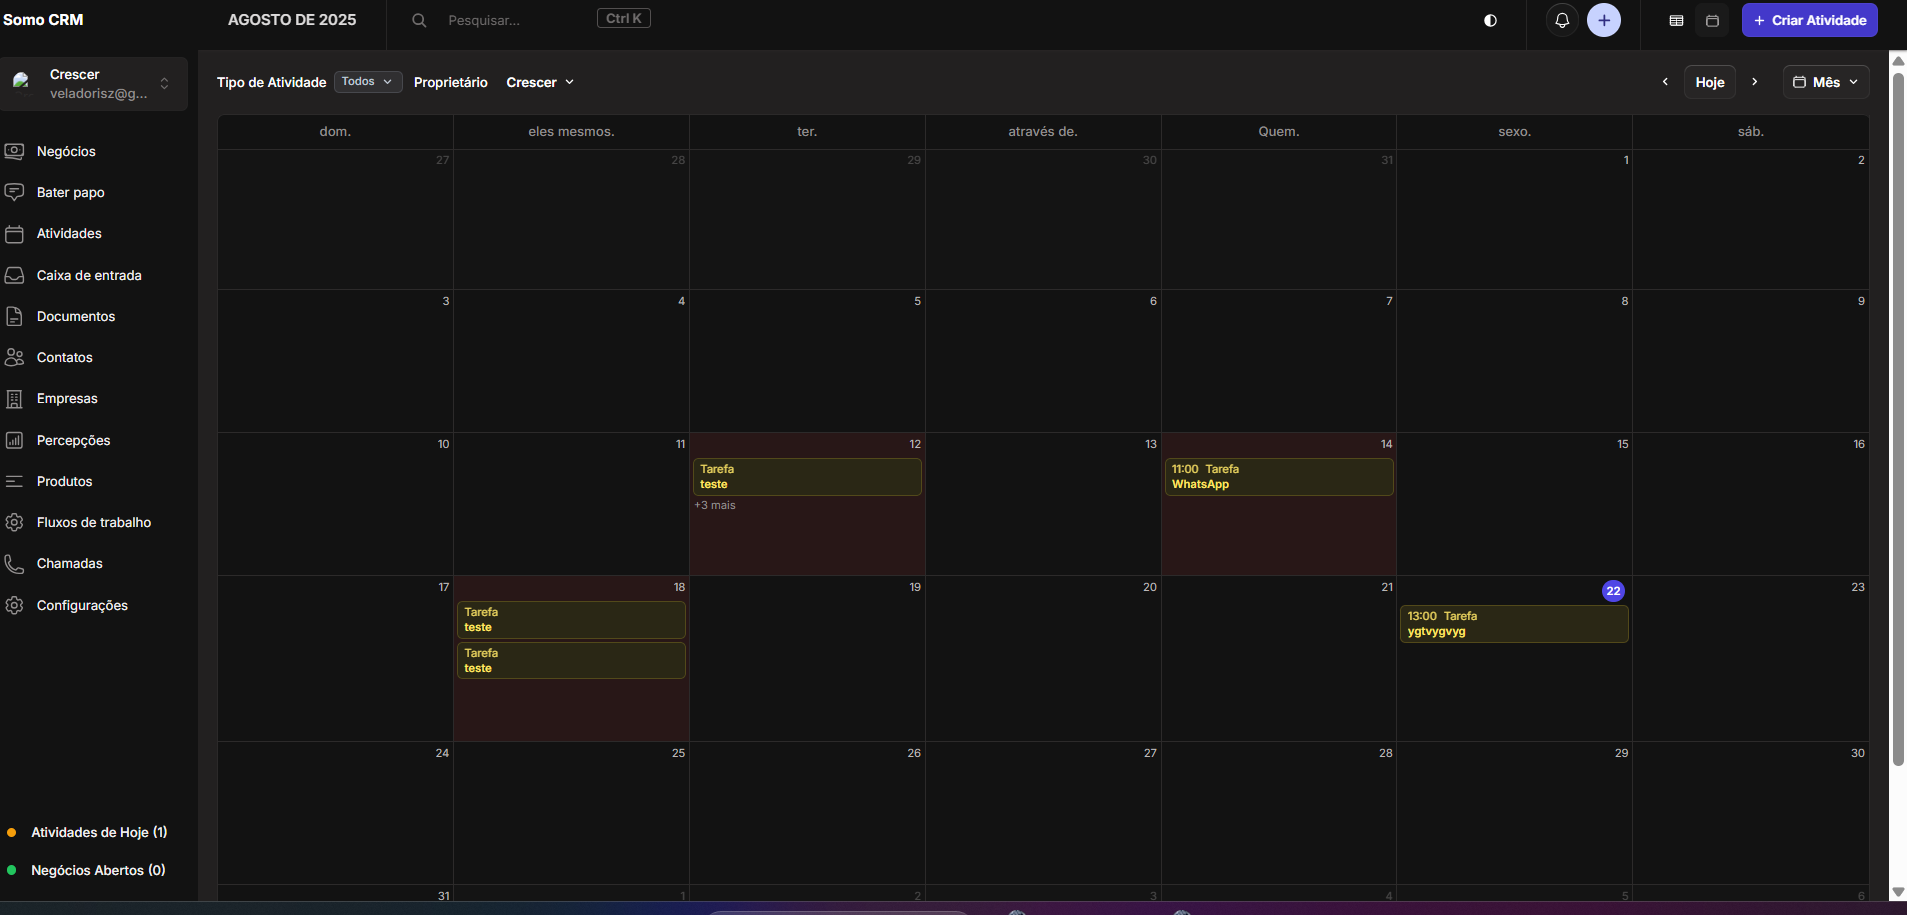 Somo CRM
AGOSTO DE 2025
Pesquisar...
Ctrl K
+ Criar Atividade
Crescer
veladorisz@g...
Negócios
Bater papo
Atividades
Caixa de entrada
Documentos
Contatos
Empresas
Percepções
Produtos
Fluxos de trabalho
Chamadas
Configurações
Atividades de Hoje (1)
Negócios Abertos (0)
Tipo de Atividade Todos Proprietário Crescer
Hoje
Mês
dom. eles mesmos. ter. através de. Quem. sexo. sáb.
27 28 29 30 31 1 2
3 4 5 6 7 8 9
10 11 12 13 14 15 16
Tarefa
teste
+3 mais
11:00 Tarefa
WhatsApp
17 18 19 20 21 22 23
Tarefa
teste
Tarefa
teste
13:00 Tarefa
ygtvygvyg
24 25 26 27 28 29 30
31 1 2 3 4 5 6